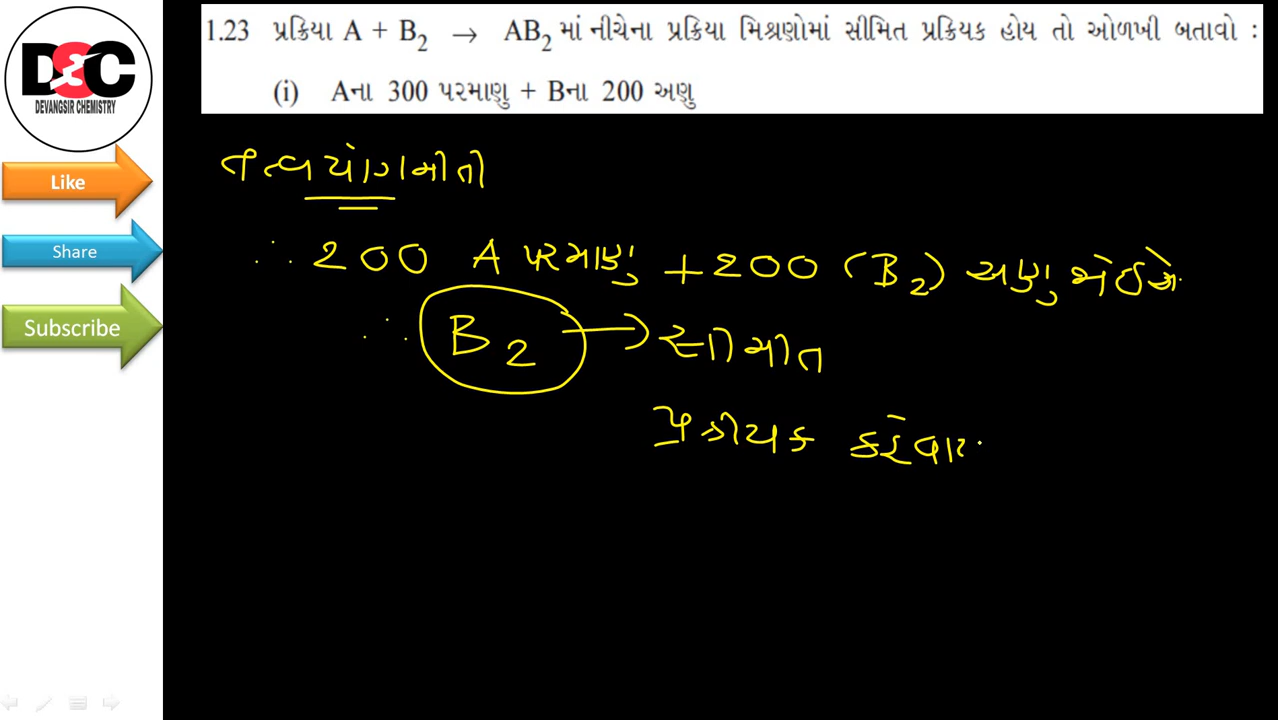 DEVANGSIR CHEMISTRY
Like
Share
Subscribe
1.23 પ્રક્રિયા A + B₂ → AB₂ માં નીચેના પ્રક્રિયા મિશ્રણોમાં સીમિત પ્રક્રિયક હોય તો ઓળખી બતાવો :
(i) Aના 300 પરમાણુ + Bના 200 અણુ
તત્વયોગમીતી
∴ 200 A પરમાણુ + 200 (B₂) અણુ જોઈએ
∴ B₂ → સીમીત
પ્રક્રીયક કહેવાય